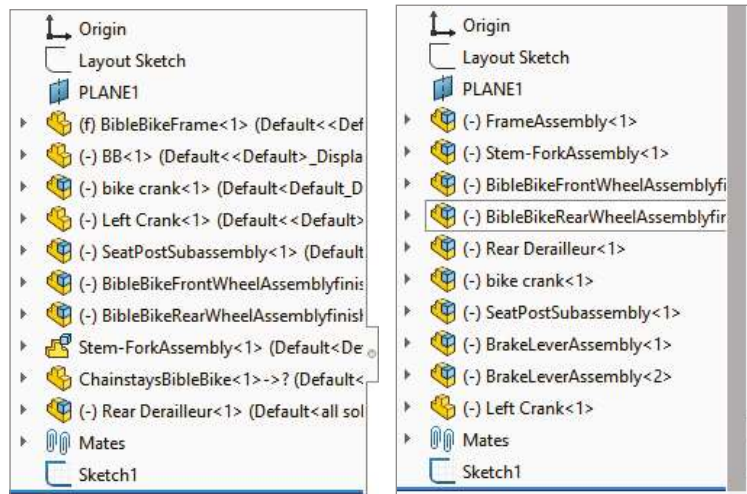 Origin
Layout Sketch
PLANE1
(f) BibleBikeFrame<1> (Default<<Def
(-) BB<1> (Default<<Default>_Displa
(-) bike crank<1> (Default<Default_D
(-) Left Crank<1> (Default<<Default>
(-) SeatPostSubassembly<1> (Default
(-) BibleBikeFrontWheelAssemblyfinis
(-) BibleBikeRearWheelAssemblyfinisl
Stem-ForkAssembly<1> (Default<De
ChainstaysBibleBike<1>->? (Default<
(-) Rear Derailleur<1> (Default<all sol
Mates
Sketch1
Origin
Layout Sketch
PLANE1
(-) FrameAssembly<1>
(-) Stem-ForkAssembly<1>
(-) BibleBikeFrontWheelAssemblyfi
(-) BibleBikeRearWheelAssemblyfir
(-) Rear Derailleur<1>
(-) bike crank<1>
(-) SeatPostSubassembly<1>
(-) BrakeLeverAssembly<1>
(-) BrakeLeverAssembly<2>
(-) Left Crank<1>
Mates
Sketch1